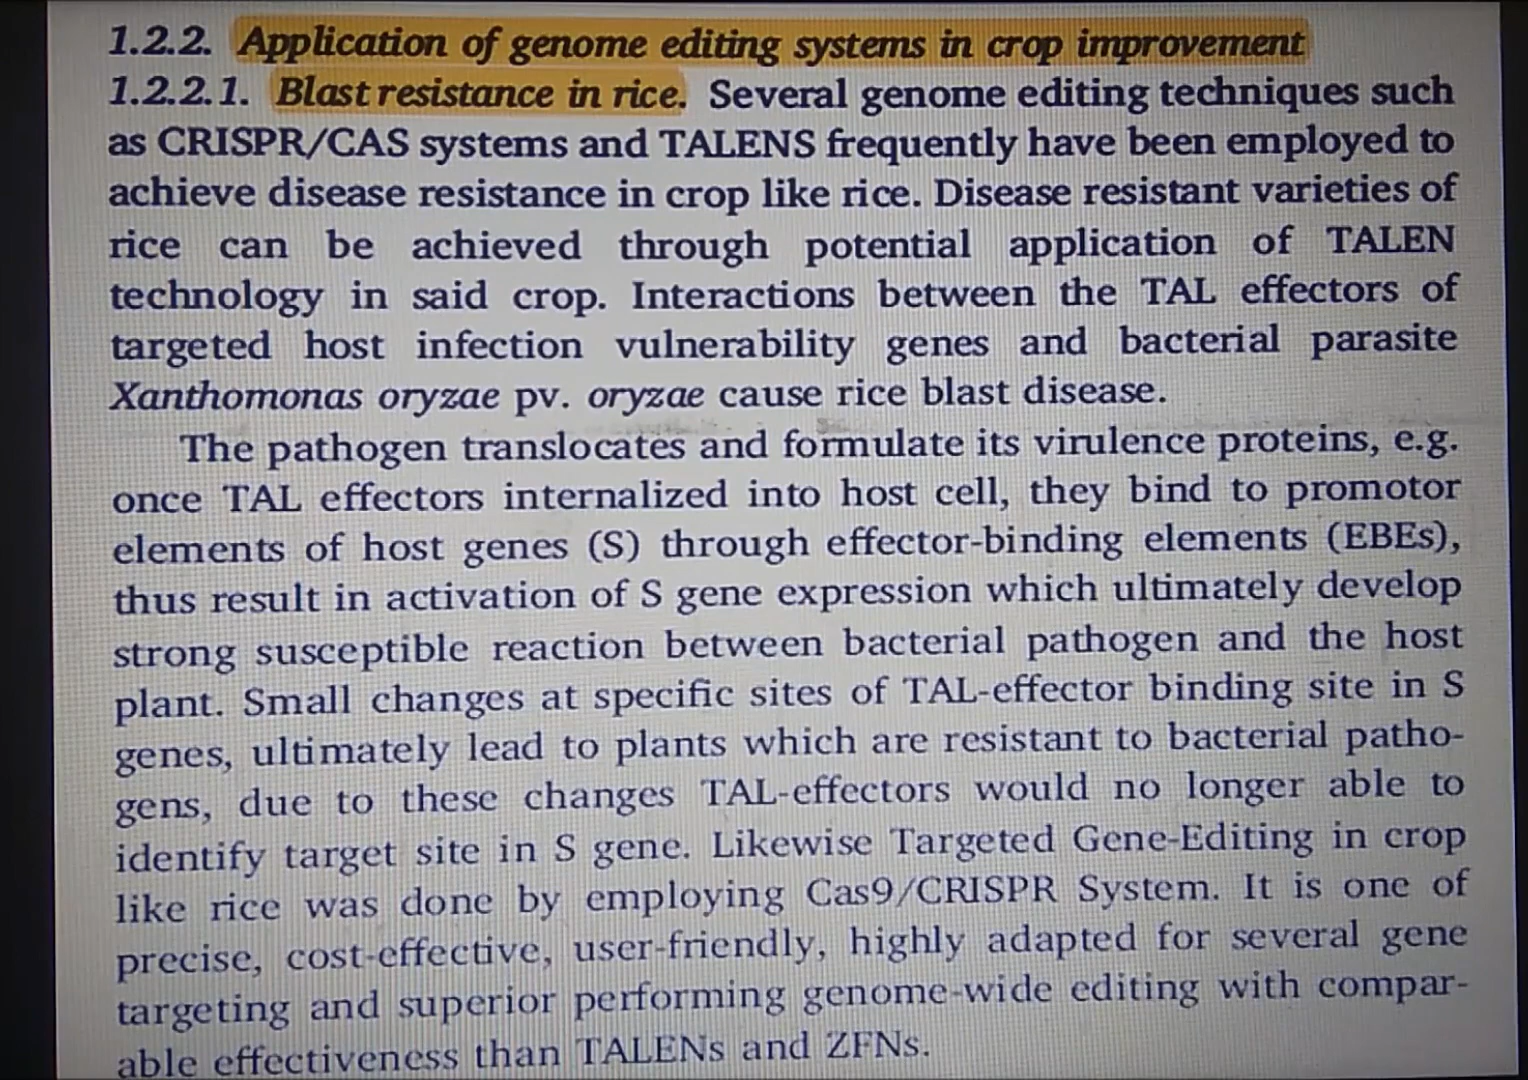 1.2.2. Application of genome editing systems in crop improvement
1.2.2.1. Blast resistance in rice. Several genome editing techniques such
as CRISPR/CAS systems and TALENS frequently have been employed to
achieve disease resistance in crop like rice. Disease resistant varieties of
rice can be achieved through potential application of TALEN
technology in said crop. Interactions between the TAL effectors of
targeted host infection vulnerability genes and bacterial parasite
Xanthomonas oryzae pv. oryzae cause rice blast disease.
The pathogen translocates and formulate its virulence proteins, e.g.
once TAL effectors internalized into host cell, they bind to promotor
elements of host genes (S) through effector-binding elements (EBEs),
thus result in activation of S gene expression which ultimately develop
strong susceptible reaction between bacterial pathogen and the host
plant. Small changes at specific sites of TAL-effector binding site in S
genes, ultimately lead to plants which are resistant to bacterial patho-
gens, due to these changes TAL-effectors would no longer able to
identify target site in S gene. Likewise Targeted Gene-Editing in crop
like rice was done by employing Cas9/CRISPR System. It is one of
precise, cost-effective, user-friendly, highly adapted for several gene
targeting and superior performing genome-wide editing with compar-
able effectiveness than TALENs and ZFNs.